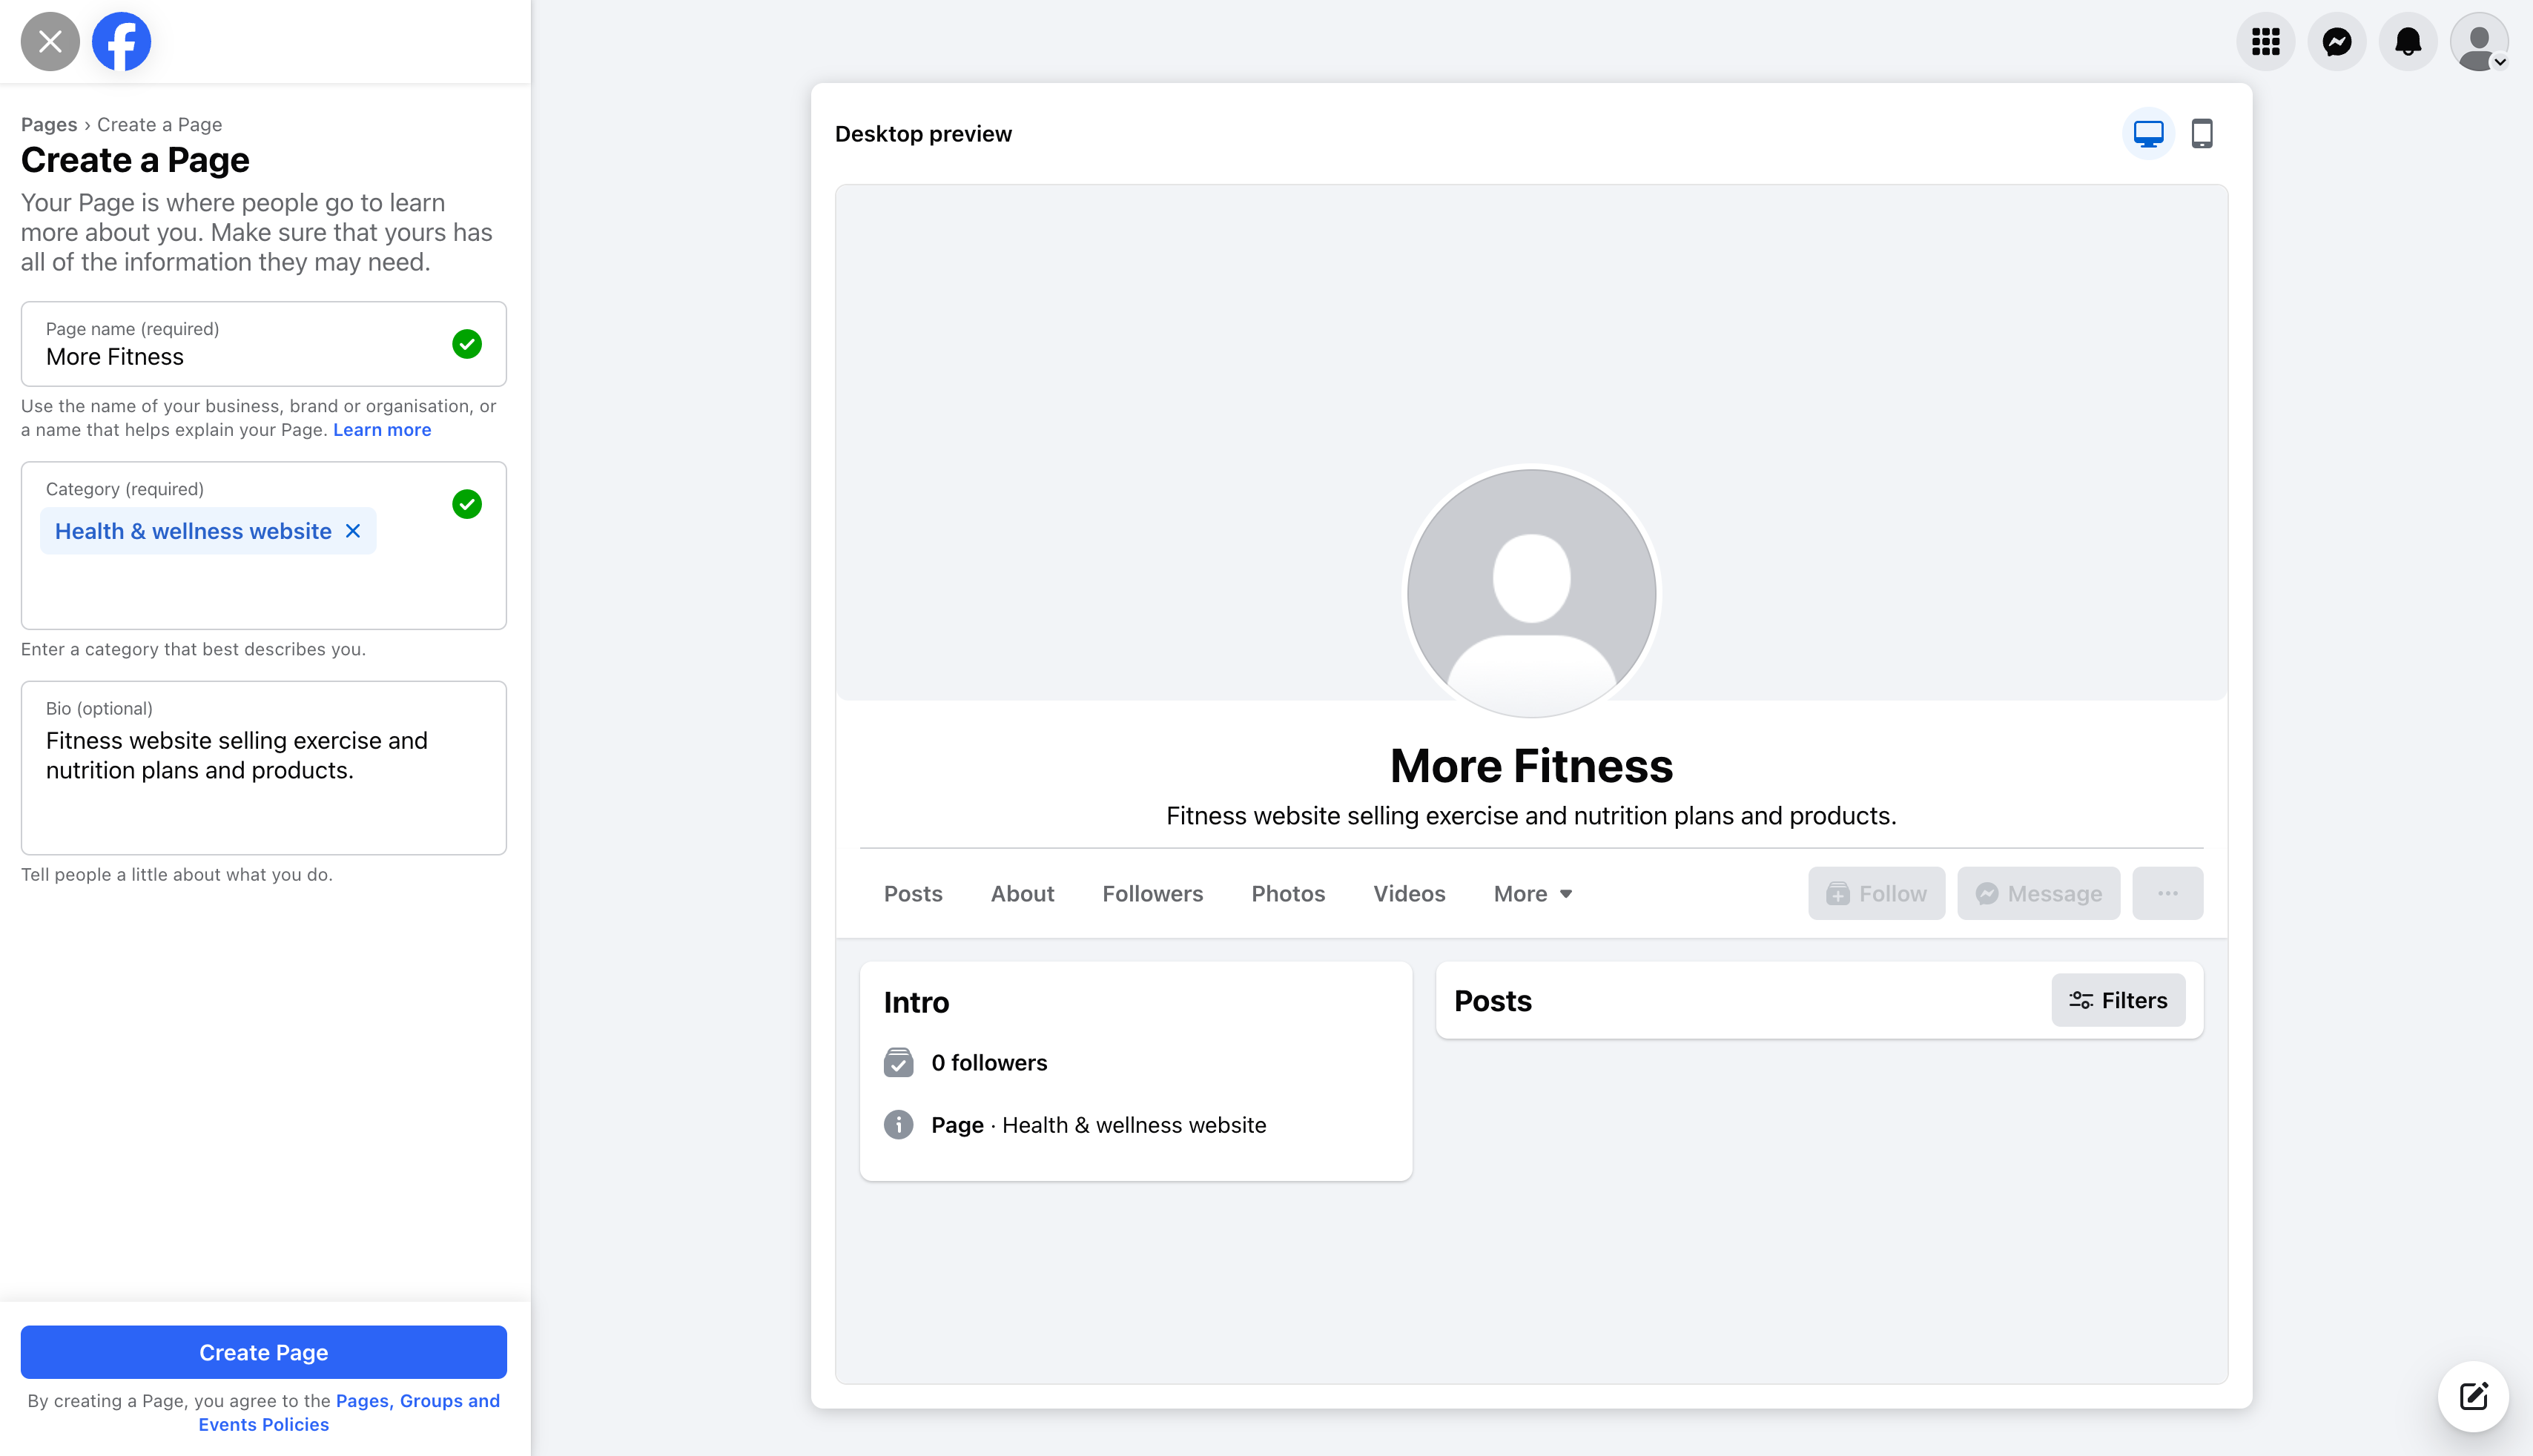 Pages › Create a Page
Create a Page
Your Page is where people go to learn
more about you. Make sure that yours has
all of the information they may need.
Page name (required)
More Fitness
Use the name of your business, brand or organisation, or
a name that helps explain your Page. Learn more
Category (required)
Health & wellness website
Enter a category that best describes you.
Bio (optional)
Fitness website selling exercise and
nutrition plans and products.
Tell people a little about what you do.
Create Page
By creating a Page, you agree to the Pages, Groups and
Events Policies
Desktop preview
More Fitness
Fitness website selling exercise and nutrition plans and products.
Posts About Followers Photos Videos More Follow Message
Intro
0 followers
Page · Health & wellness website
Posts Filters